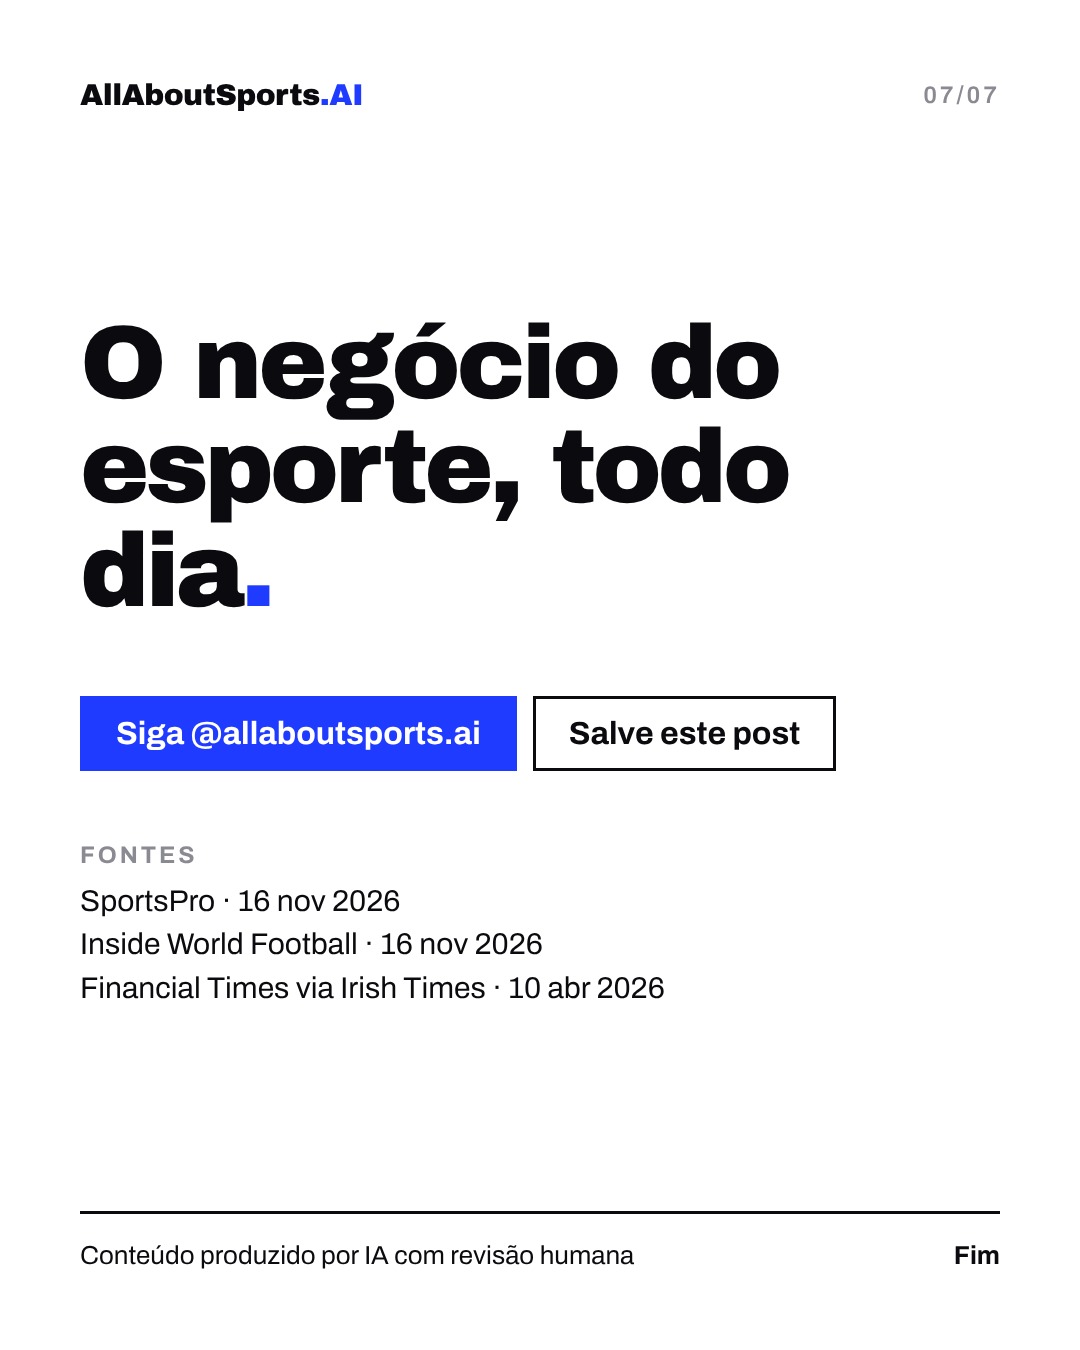 AllAboutSports.AI
07/07
O negócio do
esporte, todo
dia.
Siga @allaboutsports.ai
Salve este post
FONTES
SportsPro · 16 nov 2026
Inside World Football · 16 nov 2026
Financial Times via Irish Times · 10 abr 2026
Conteúdo produzido por IA com revisão humana
Fim